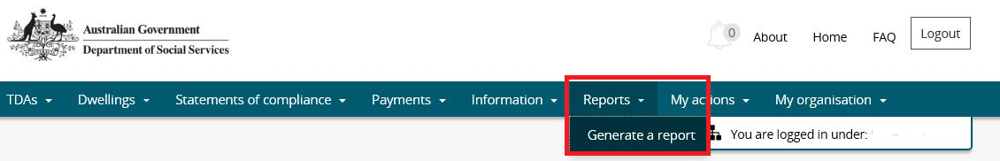 Australian Government
Department of Social Services
0
About Home FAQ Logout
TDAs Dwellings Statements of compliance Payments Information Reports My actions My organisation
Generate a report
You are logged in under: